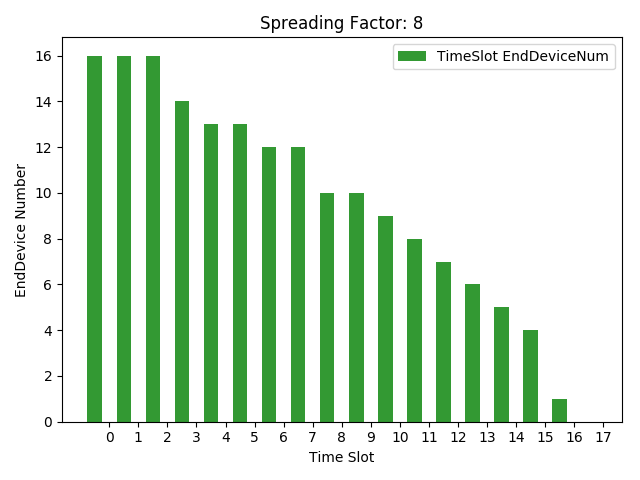 Spreading Factor: 8
TimeSlot EndDeviceNum
EndDevice Number
16
14
12
10
8
6
4
2
0
0 1 2 3 4 5 6 7 8 9 10 11 12 13 14 15 16 17
Time Slot